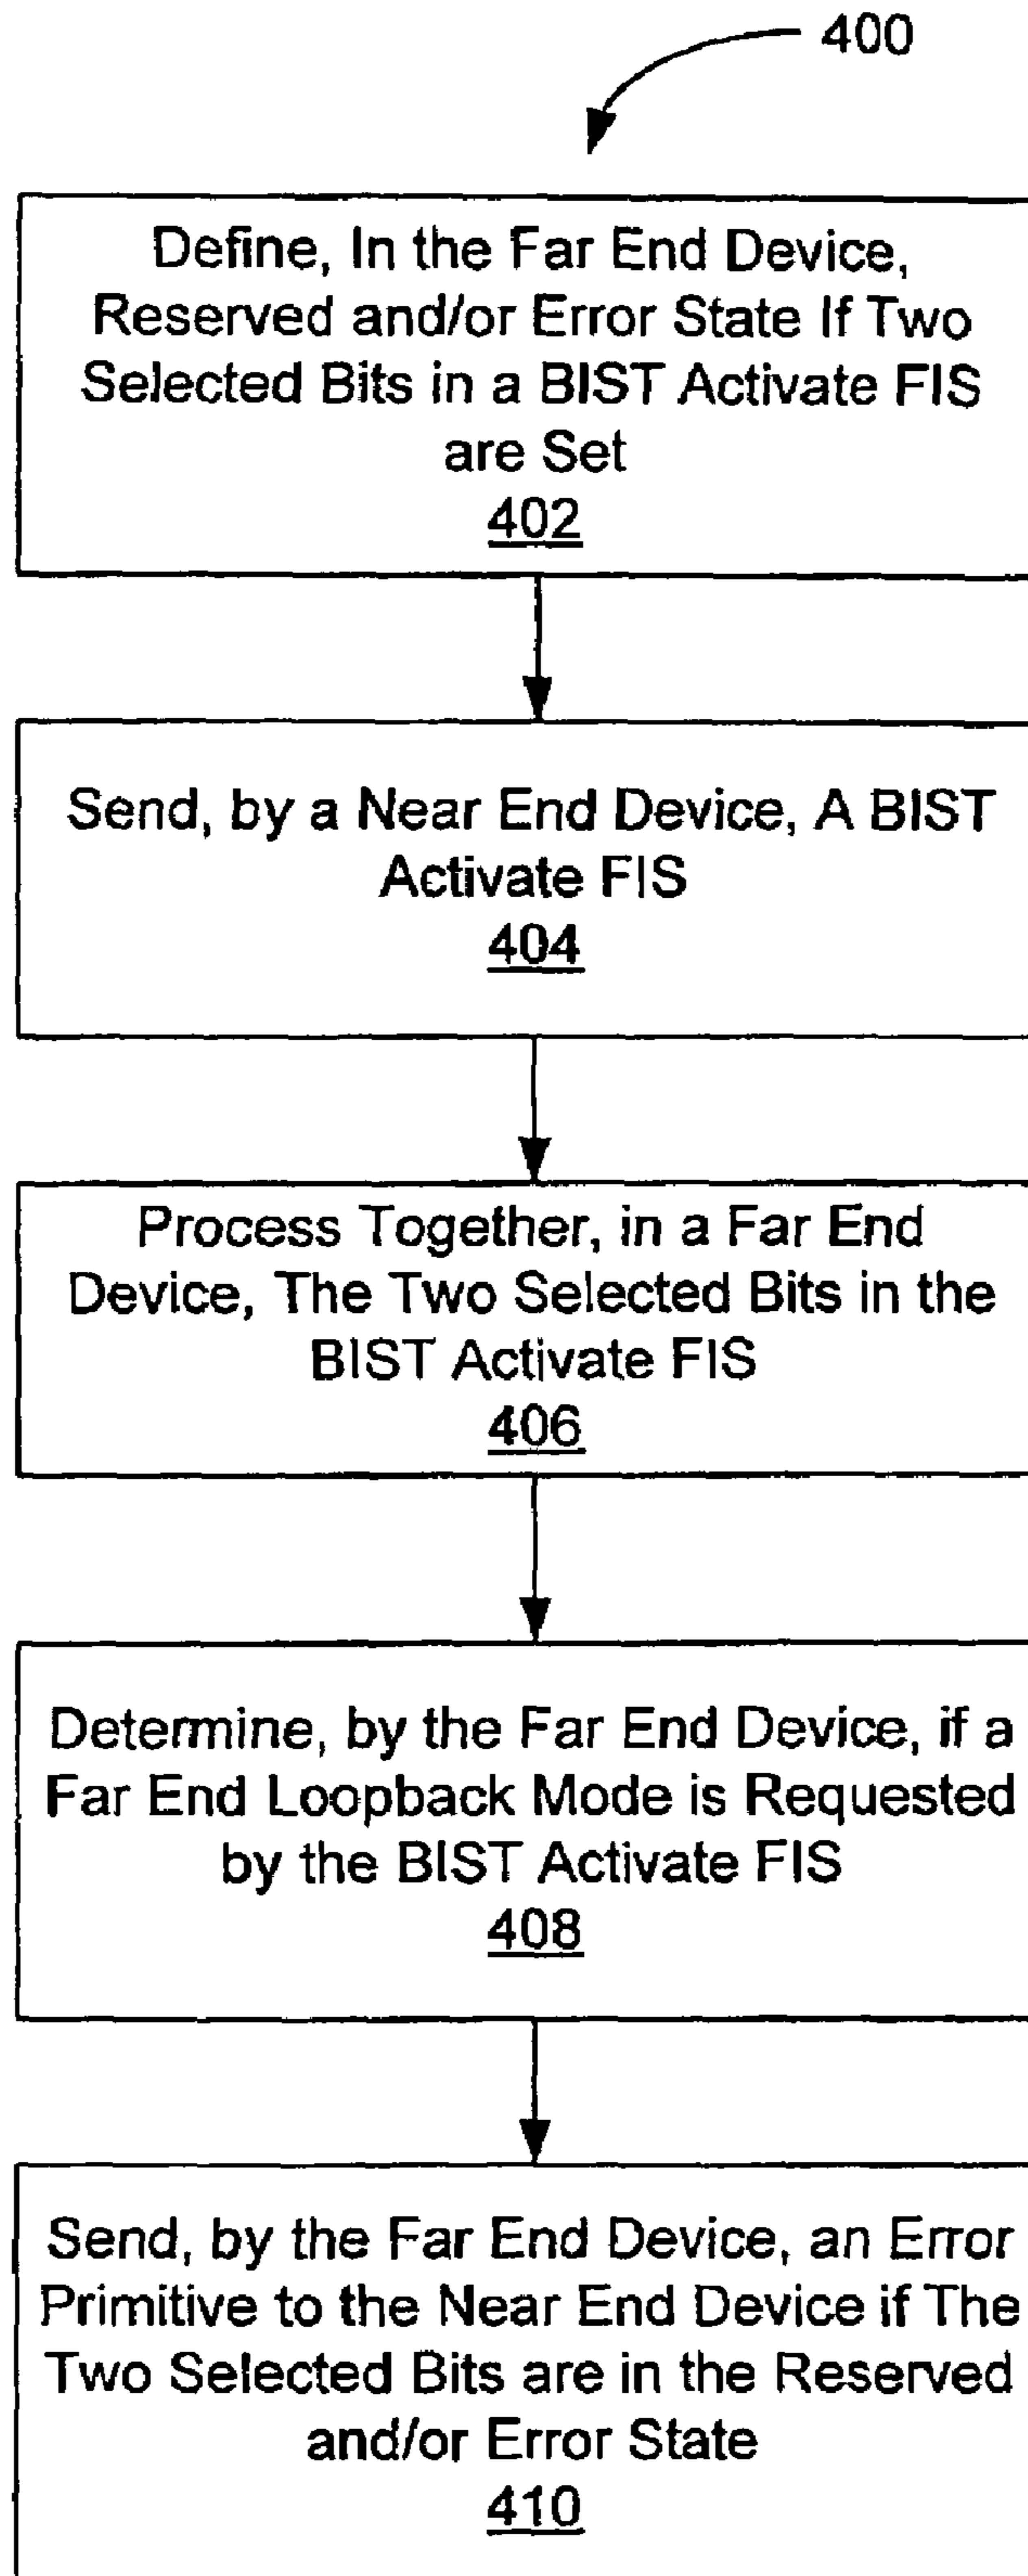 400
Define, In the Far End Device,
Reserved and/or Error State If Two
Selected Bits in a BIST Activate FIS
are Set
402
Send, by a Near End Device, A BIST
Activate FIS
404
Process Together, in a Far End
Device, The Two Selected Bits in the
BIST Activate FIS
406
Determine, by the Far End Device, if a
Far End Loopback Mode is Requested
by the BIST Activate FIS
408
Send, by the Far End Device, an Error
Primitive to the Near End Device if The
Two Selected Bits are in the Reserved
and/or Error State
410